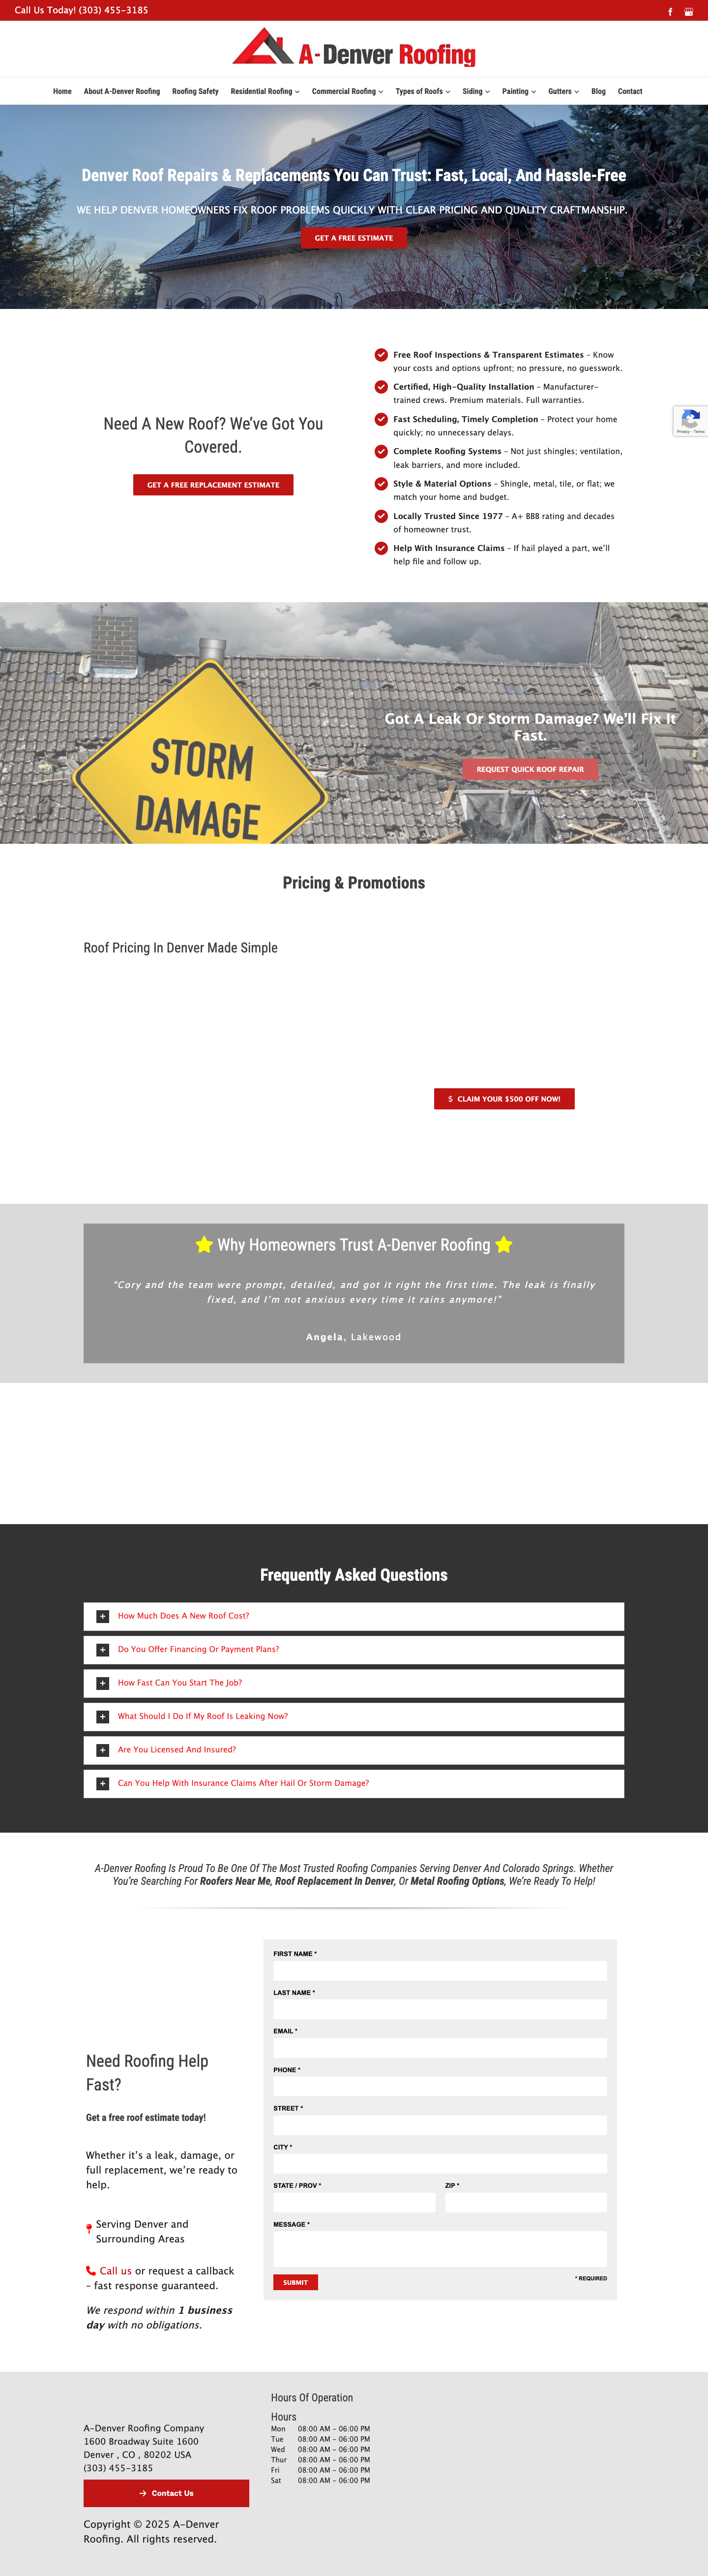 Call Us Today! (303) 455-3185
A-Denver Roofing
Home About A-Denver Roofing Roofing Safety Residential Roofing Commercial Roofing Types of Roofs Siding Painting Gutters Blog Contact
Denver Roof Repairs & Replacements You Can Trust: Fast, Local, And Hassle-Free
WE HELP DENVER HOMEOWNERS FIX ROOF PROBLEMS QUICKLY WITH CLEAR PRICING AND QUALITY CRAFTMANSHIP.
GET A FREE ESTIMATE
Need A New Roof? We've Got You
Covered.
GET A FREE REPLACEMENT ESTIMATE
Free Roof Inspections & Transparent Estimates – Know
your costs and options upfront; no pressure, no guesswork.
Certified, High-Quality Installation – Manufacturer-
trained crews. Premium materials. Full warranties.
Fast Scheduling, Timely Completion – Protect your home
quickly; no unnecessary delays.
Complete Roofing Systems – Not just shingles; ventilation,
leak barriers, and more included.
Style & Material Options – Shingle, metal, tile, or flat; we
match your home and budget.
Locally Trusted Since 1977 – A+ BBB rating and decades
of homeowner trust.
Help With Insurance Claims – If hail played a part, we'll
help file and follow up.
Privacy - Terms
STORM
DAMAGE
Got A Leak Or Storm Damage? We'll Fix It
Fast.
REQUEST QUICK ROOF REPAIR
Pricing & Promotions
Roof Pricing In Denver Made Simple
$ CLAIM YOUR $500 OFF NOW!
Why Homeowners Trust A-Denver Roofing
"Cory and the team were prompt, detailed, and got it right the first time. The leak is finally
fixed, and I'm not anxious every time it rains anymore!"
Angela, Lakewood
Frequently Asked Questions
How Much Does A New Roof Cost?
Do You Offer Financing Or Payment Plans?
How Fast Can You Start The Job?
What Should I Do If My Roof Is Leaking Now?
Are You Licensed And Insured?
Can You Help With Insurance Claims After Hail Or Storm Damage?
A-Denver Roofing Is Proud To Be One Of The Most Trusted Roofing Companies Serving Denver And Colorado Springs. Whether
You're Searching For Roofers Near Me, Roof Replacement In Denver, Or Metal Roofing Options, We're Ready To Help!
Need Roofing Help
Fast?
Get a free roof estimate today!
Whether it's a leak, damage, or
full replacement, we're ready to
help.
Serving Denver and
Surrounding Areas
Call us or request a callback
– fast response guaranteed.
We respond within 1 business
day with no obligations.
FIRST NAME *
LAST NAME *
EMAIL *
PHONE *
STREET *
CITY *
STATE / PROV * ZIP *
MESSAGE *
SUBMIT
* REQUIRED
A-Denver Roofing Company
1600 Broadway Suite 1600
Denver , CO , 80202 USA
(303) 455-3185
Contact Us
Copyright © 2025 A-Denver
Roofing. All rights reserved.
Hours Of Operation
Hours
Mon 08:00 AM - 06:00 PM
Tue 08:00 AM - 06:00 PM
Wed 08:00 AM - 06:00 PM
Thur 08:00 AM - 06:00 PM
Fri 08:00 AM - 06:00 PM
Sat 08:00 AM - 06:00 PM